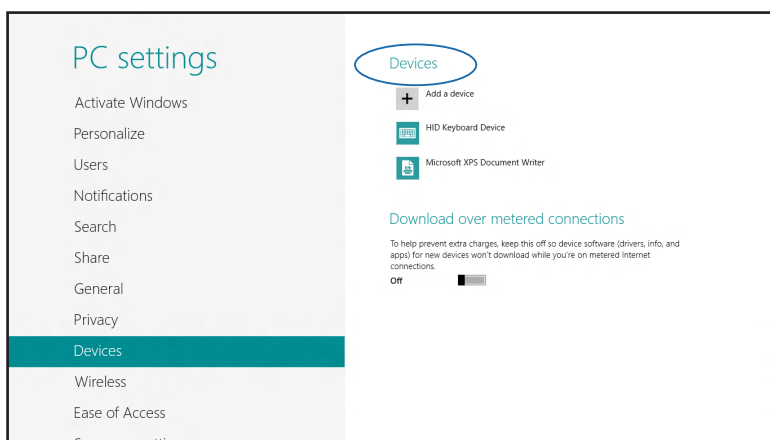 PC settings
Activate Windows
Personalize
Users
Notifications
Search
Share
General
Privacy
Devices
Wireless
Ease of Access
Devices
Add a device
HID Keyboard Device
Microsoft XPS Document Writer
Download over metered connections
To help prevent extra charges, keep this off so device software (drivers, info, and
apps) for new devices won't download while you're on metered Internet
connections.
Off